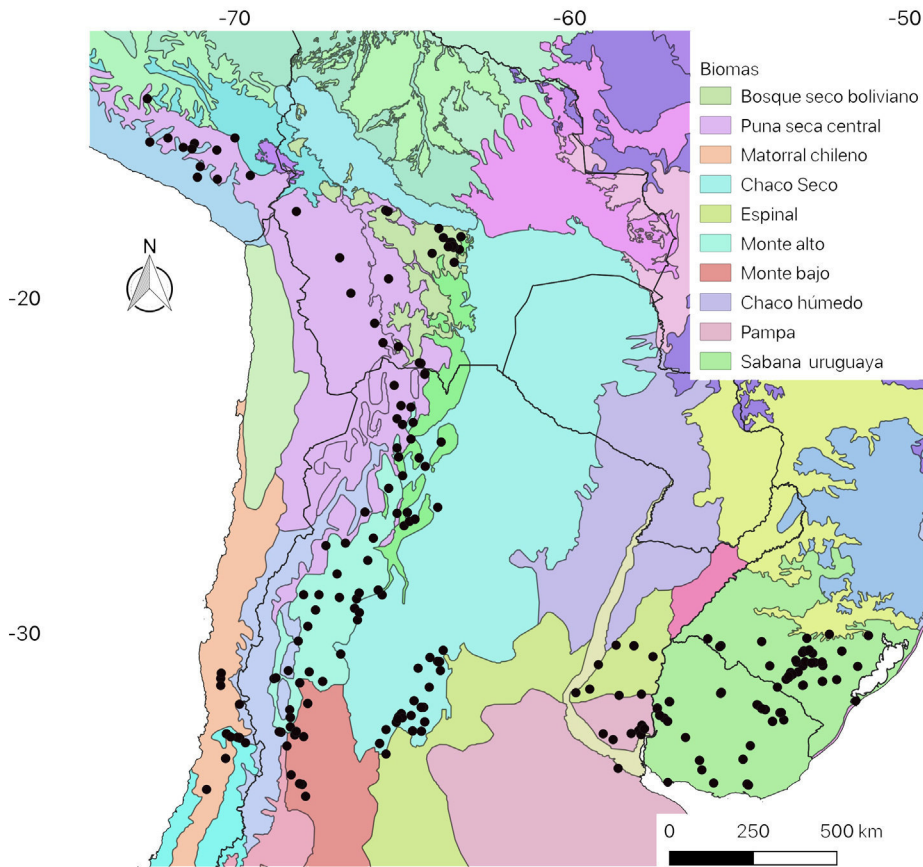 -70 -60 -50
Biomas
Bosque seco boliviano
Puna seca central
Matorral chileno
Chaco Seco
Espinal
Monte alto
Monte bajo
Chaco húmedo
Pampa
Sabana uruguaya
N
-20
-30
0 250 500 km